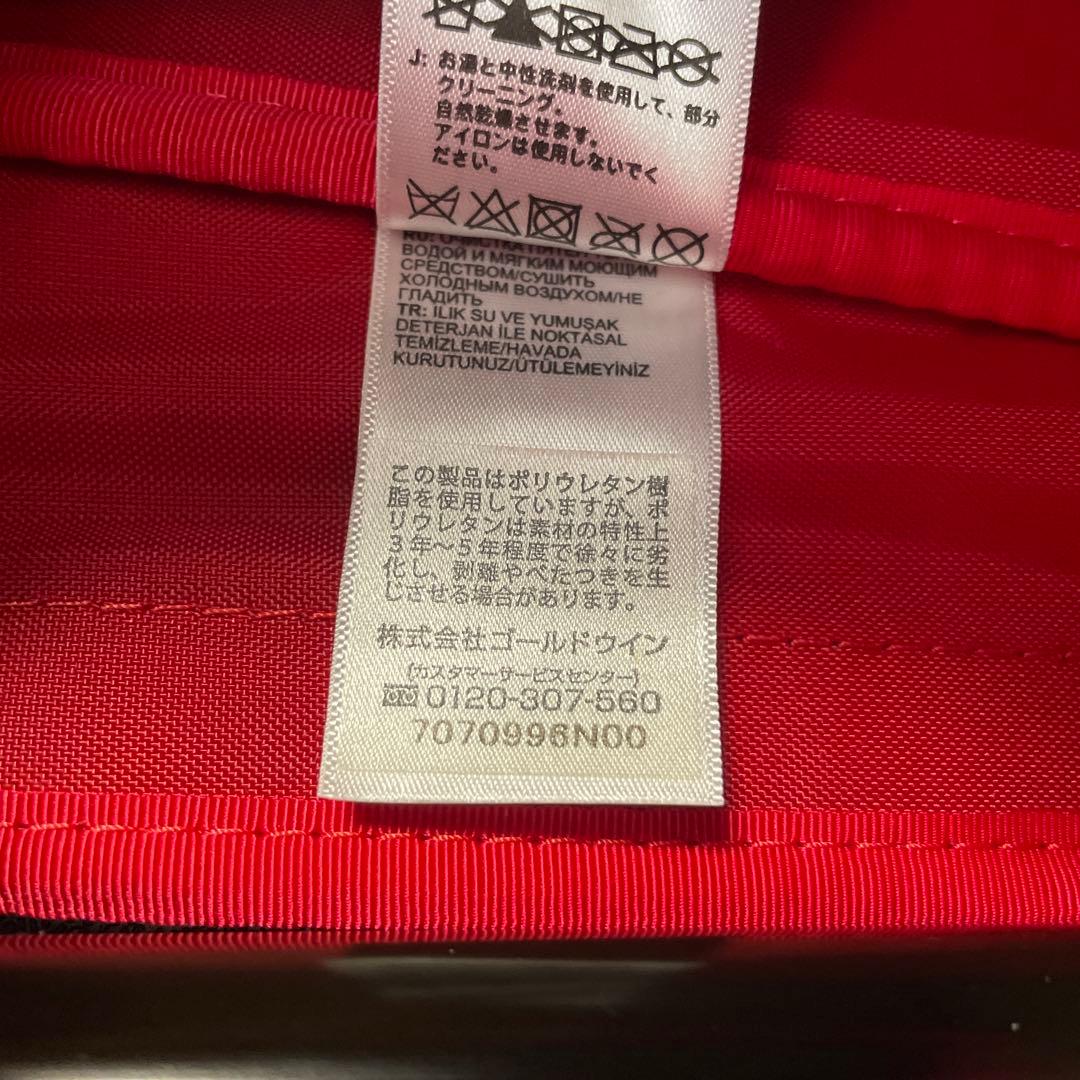 J: お湯と中性洗剤を使用して、部分
クリーニング。
自然乾燥させます。
アイロンは使用しないでく
ださい。
ВОДОЙ И МЯГКИМ МОЮЩИМ
СРЕДСТВОМ/СУШИТЬ
ХОЛОДНЫМ ВОЗДУХОМ/НЕ
ГЛАДИТЬ
TR: ILIK SU VE YUMUŞAK
DETERJAN İLE NOKTASAL
TEMİZLEME/HAVADA
KURUTUNUZ/ÜTÜLEMEYİNİZ
この製品はポリウレタン樹
脂を使用していますが、ポ
リウレタンは素材の特性上
3年〜5年程度で徐々に劣
化し、剥離やべたつきを生
じさせる場合があります。
株式会社ゴールドウイン
(カスタマーサービスセンター)
0120-307-560
7070996N00